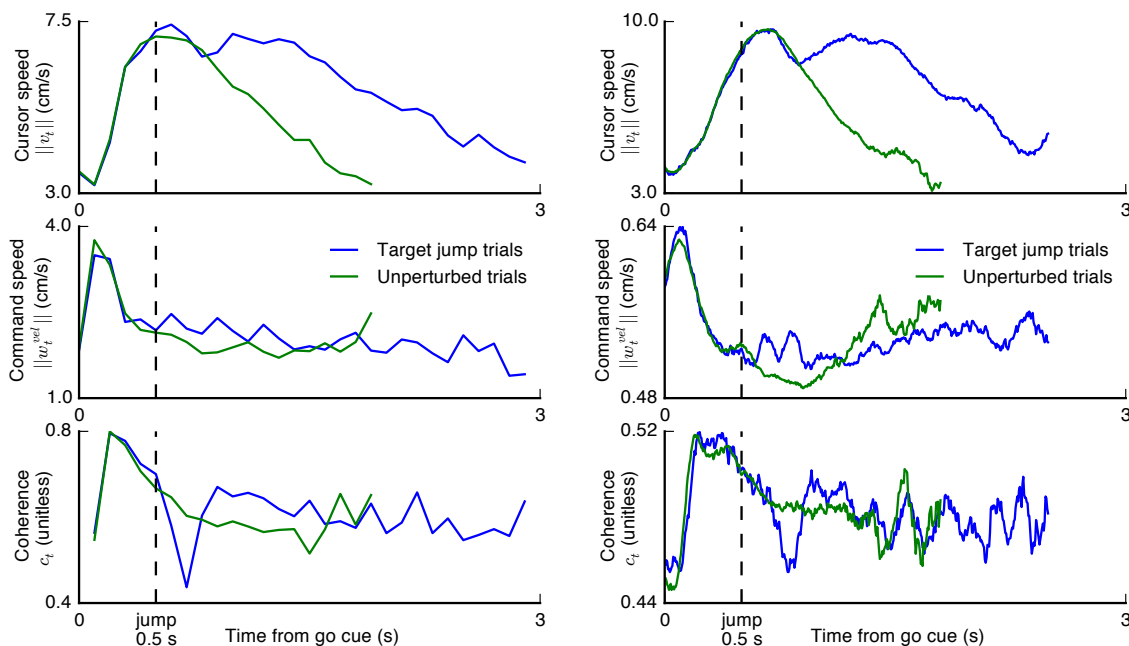 7.5
Cursor speed
||v_t|| (cm/s)
3.0
0
3
10.0
Cursor speed
||v_t|| (cm/s)
3.0
0
3
4.0
Command speed
||w_t^{vel}|| (cm/s)
1.0
0
3
Target jump trials
Unperturbed trials
0.64
Command speed
||w_t^{vel}|| (cm/s)
0.48
0
3
Target jump trials
Unperturbed trials
0.8
Coherence
c_t (unitless)
0.4
0
jump
0.5 s
Time from go cue (s)
3
0.52
Coherence
c_t (unitless)
0.44
0
jump
0.5 s
Time from go cue (s)
3